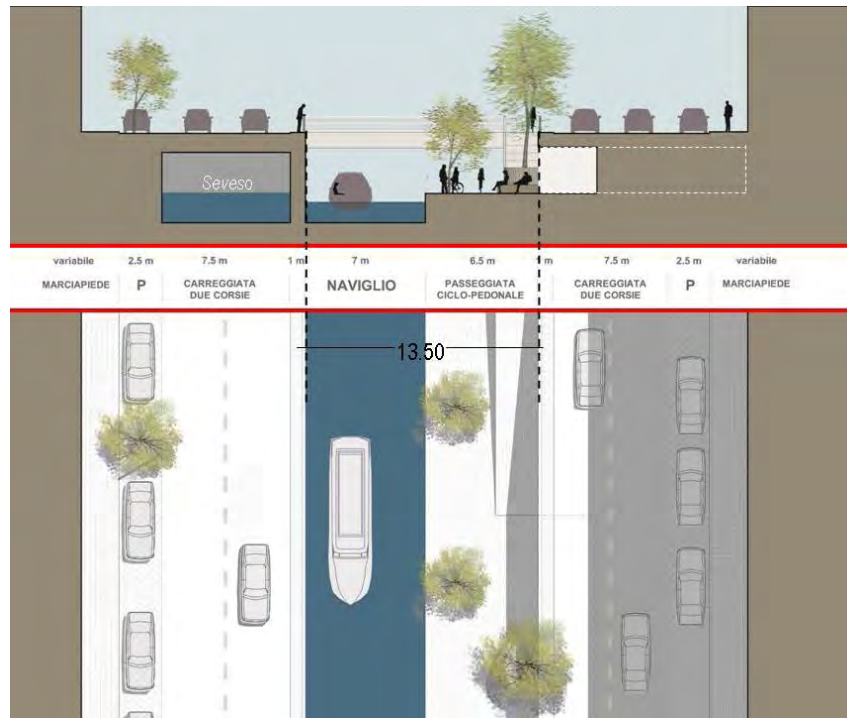 Seveso
variabile 2.5 m 7.5 m 1 m 7 m 6.5 m m 7.5 m 2.5 m variabile
MARCIAPIEDE P CARREGGIATA DUE CORSIE NAVIGLIO PASSEGGIATA CICLO-PEDONALE CARREGGIATA DUE CORSIE P MARCIAPIEDE
13.50